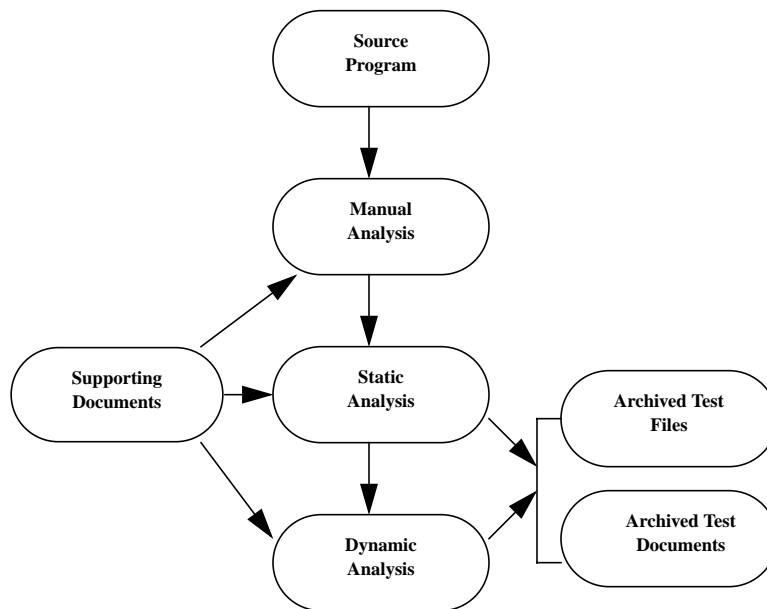 Source
Program
Manual
Analysis
Supporting
Documents
Static
Analysis
Archived Test
Files
Dynamic
Analysis
Archived Test
Documents